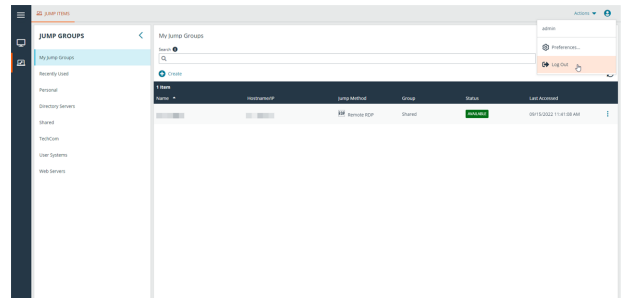 JUMP ITEMS
Actions
admin
Preferences...
Log Out
JUMP GROUPS
My Jump Groups
Recently Used
Personal
Directory Servers
Shared
TechCom
User Systems
Web Servers
My Jump Groups
Search
Create
1 item
Name Hostname/IP Jump Method Group Status Last Accessed
Remote RDP Shared AVAILABLE 09/15/2022 11:41:09 AM